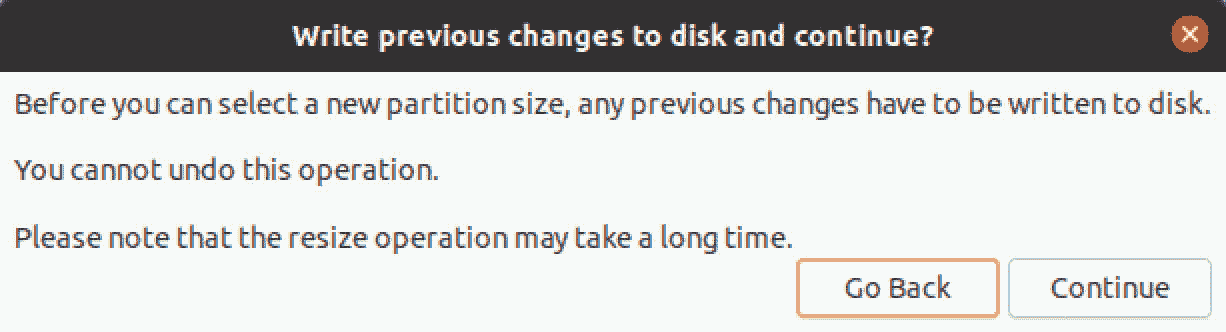 Write previous changes to disk and continue?
Before you can select a new partition size, any previous changes have to be written to disk.
You cannot undo this operation.
Please note that the resize operation may take a long time.
Go Back
Continue